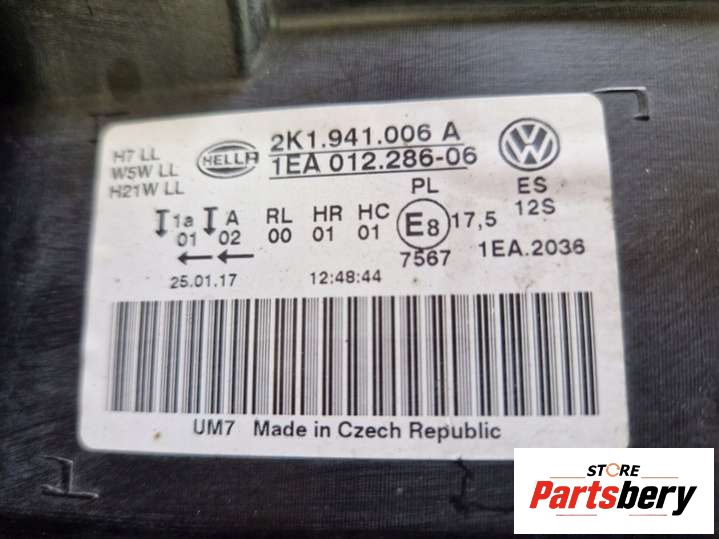 H7 LL
W5W LL
H21W LL
HELLA
2K1.941.006 A
1EA 012.286-06
PL
ES
1a A RL HR HC
E8
17,5
12S
01 02 00 01 01
7567
1EA.2036
25.01.17
12:48:44
UM7 Made in Czech Republic
STORE
Partsbery